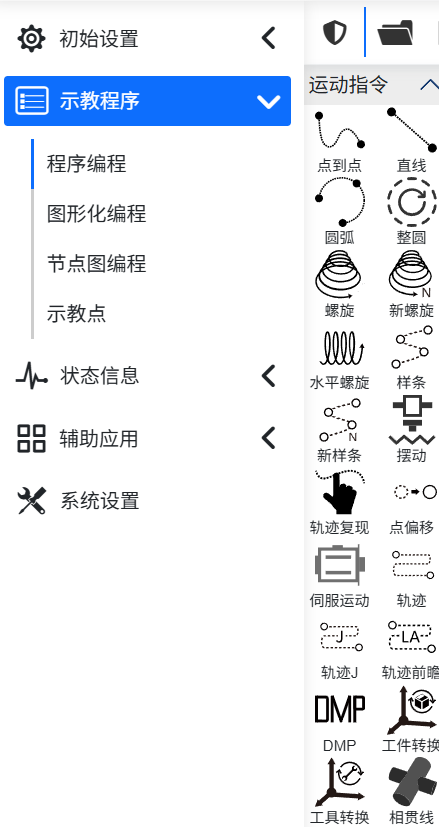 初始设置
示教程序
程序编程
图形化编程
节点图编程
示教点
状态信息
辅助应用
系统设置
运动指令
点到点 直线
圆弧 整圆
N
螺旋 新螺旋
水平螺旋 样条
N
新样条 摆动
轨迹复现 点偏移
伺服运动 轨迹
J LA
轨迹J 轨迹前瞻
DMP
DMP 工件转换
工具转换 相贯线